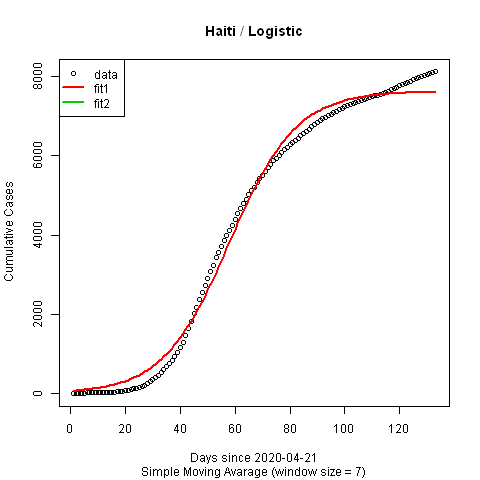 Haiti / Logistic
data
fit1
fit2
Cumulative Cases
8000
6000
4000
2000
0
0 20 40 60 80 100 120
Days since 2020-04-21
Simple Moving Avarage (window size = 7)